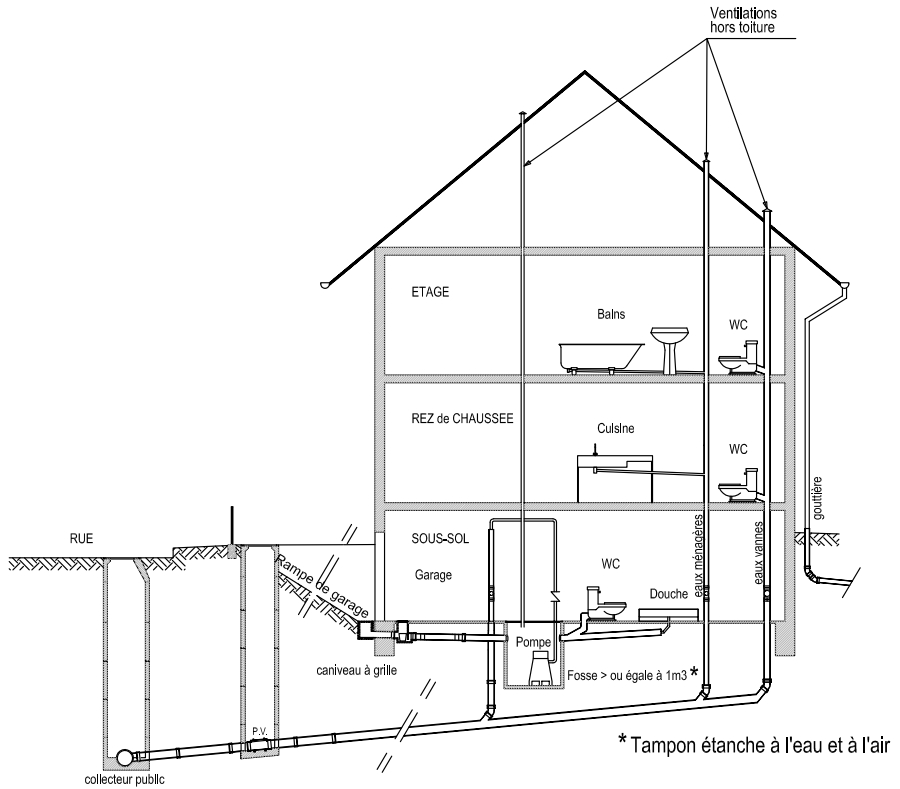 Ventilations
hors toiture
ETAGE
Bains
WC
REZ de CHAUSSEE
Cuisine
WC
gouttière
RUE
SOUS-SOL
Garage
WC
Douche
eaux ménagères
eaux vannes
Rampe de garage
Pompe
caniveau à grille
Fosse > ou égale à 1m3 *
P.V.
* Tampon étanche à l'eau et à l'air
collecteur public